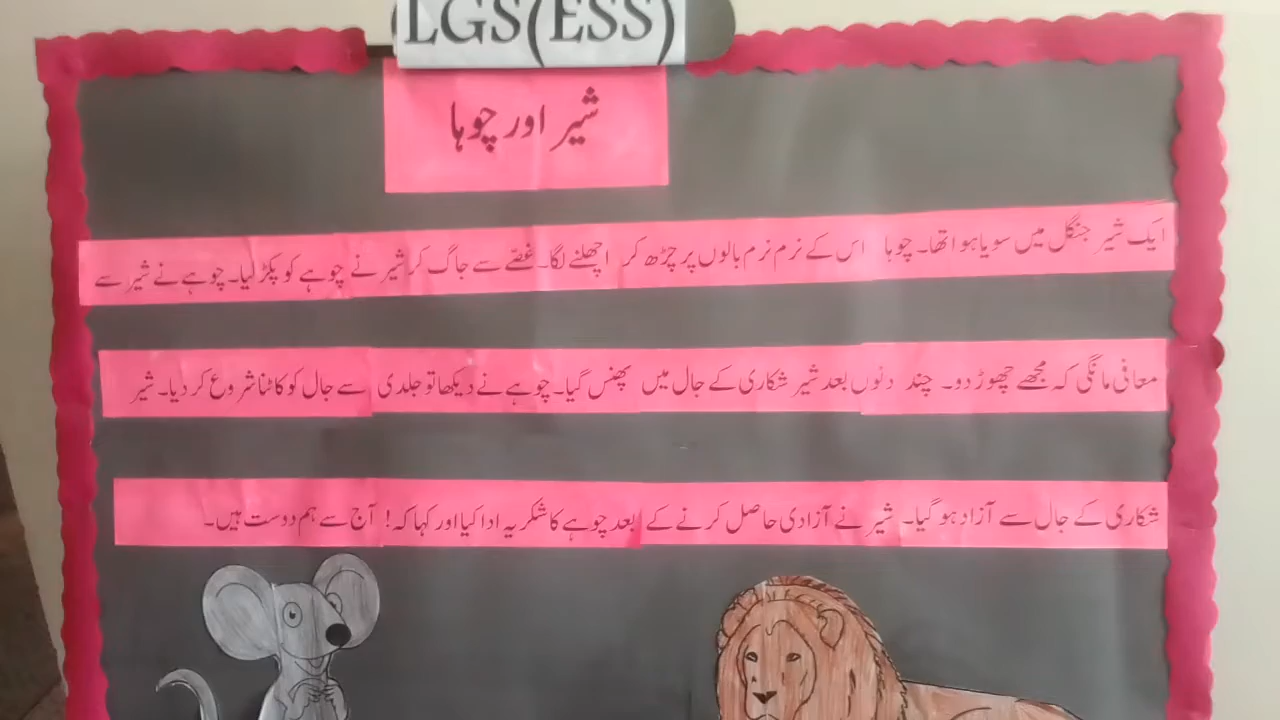 LGS(ESS)
شیر اور چوہا
ایک شیر جنگل میں سویا ہوا تھا۔ چوہا اس کے نرم نرم بالوں پر چڑھ کر اچھلنے لگا۔ غصّے سے جاگ کر شیر نے چوہے کو پکڑ لیا۔ چوہے نے شیر سے
معافی مانگی کہ مجھے چھوڑ دو۔ چند دنوں بعد شیر شکاری کے جال میں پھنس گیا۔ چوہے نے دیکھا تو جلدی سے جال کو کاٹنا شروع کر دیا۔ شیر
شکاری کے جال سے آزاد ہو گیا۔ شیر نے آزادی حاصل کرنے کے بعد چوہے کا شکریہ ادا کیا اور کہا کہ! آج سے ہم دوست ہیں۔